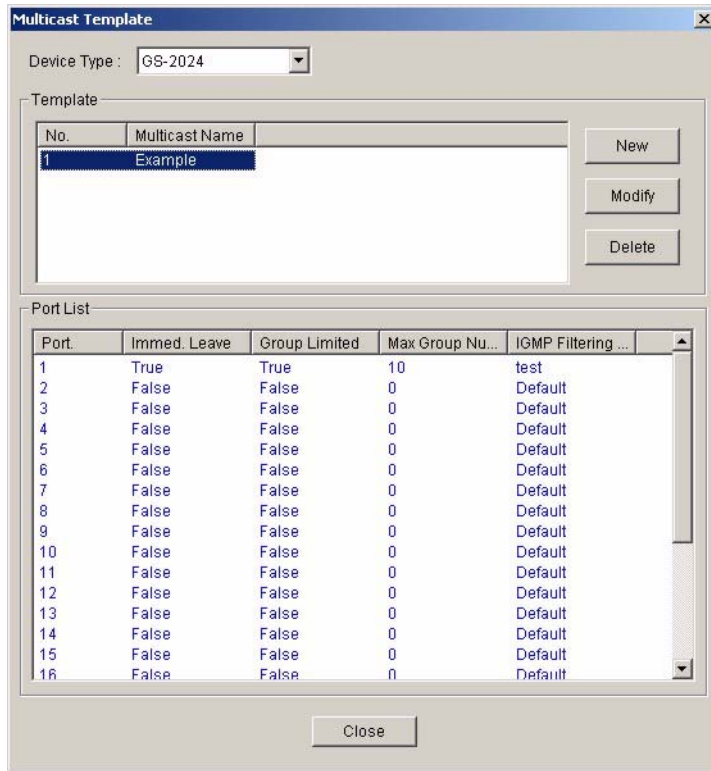 Multicast Template
Device Type : GS-2024
Template
No. Multicast Name
1 Example
New
Modify
Delete
Port List
Port. Immed. Leave Group Limited Max Group Nu... IGMP Filtering ...
1 True True 10 test
2 False False 0 Default
3 False False 0 Default
4 False False 0 Default
5 False False 0 Default
6 False False 0 Default
7 False False 0 Default
8 False False 0 Default
9 False False 0 Default
10 False False 0 Default
11 False False 0 Default
12 False False 0 Default
13 False False 0 Default
14 False False 0 Default
15 False False 0 Default
16 False False 0 Default
Close